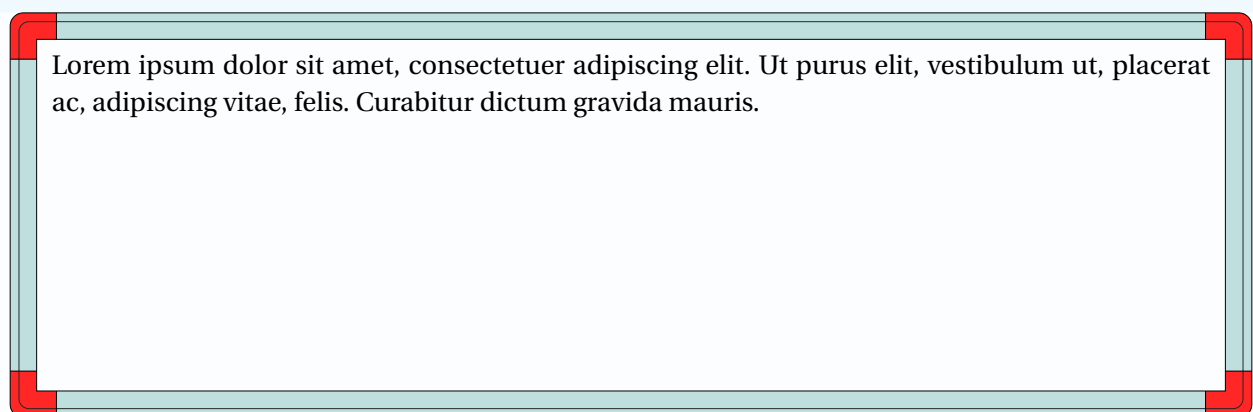 Lorem ipsum dolor sit amet, consectetuer adipiscing elit. Ut purus elit, vestibulum ut, placerat
ac, adipiscing vitae, felis. Curabitur dictum gravida mauris.